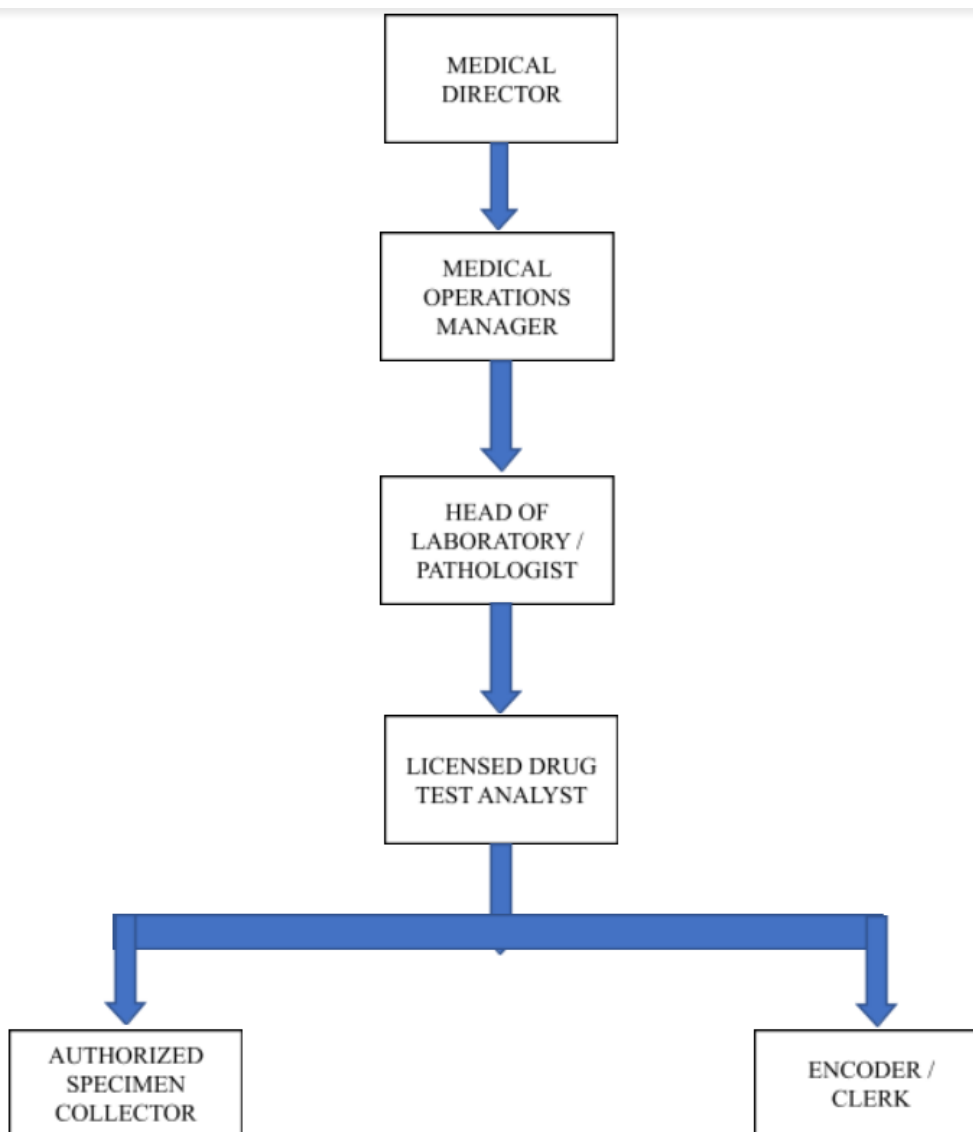 MEDICAL
DIRECTOR
MEDICAL
OPERATIONS
MANAGER
HEAD OF
LABORATORY /
PATHOLOGIST
LICENSED DRUG
TEST ANALYST
AUTHORIZED
SPECIMEN
COLLECTOR
ENCODER /
CLERK